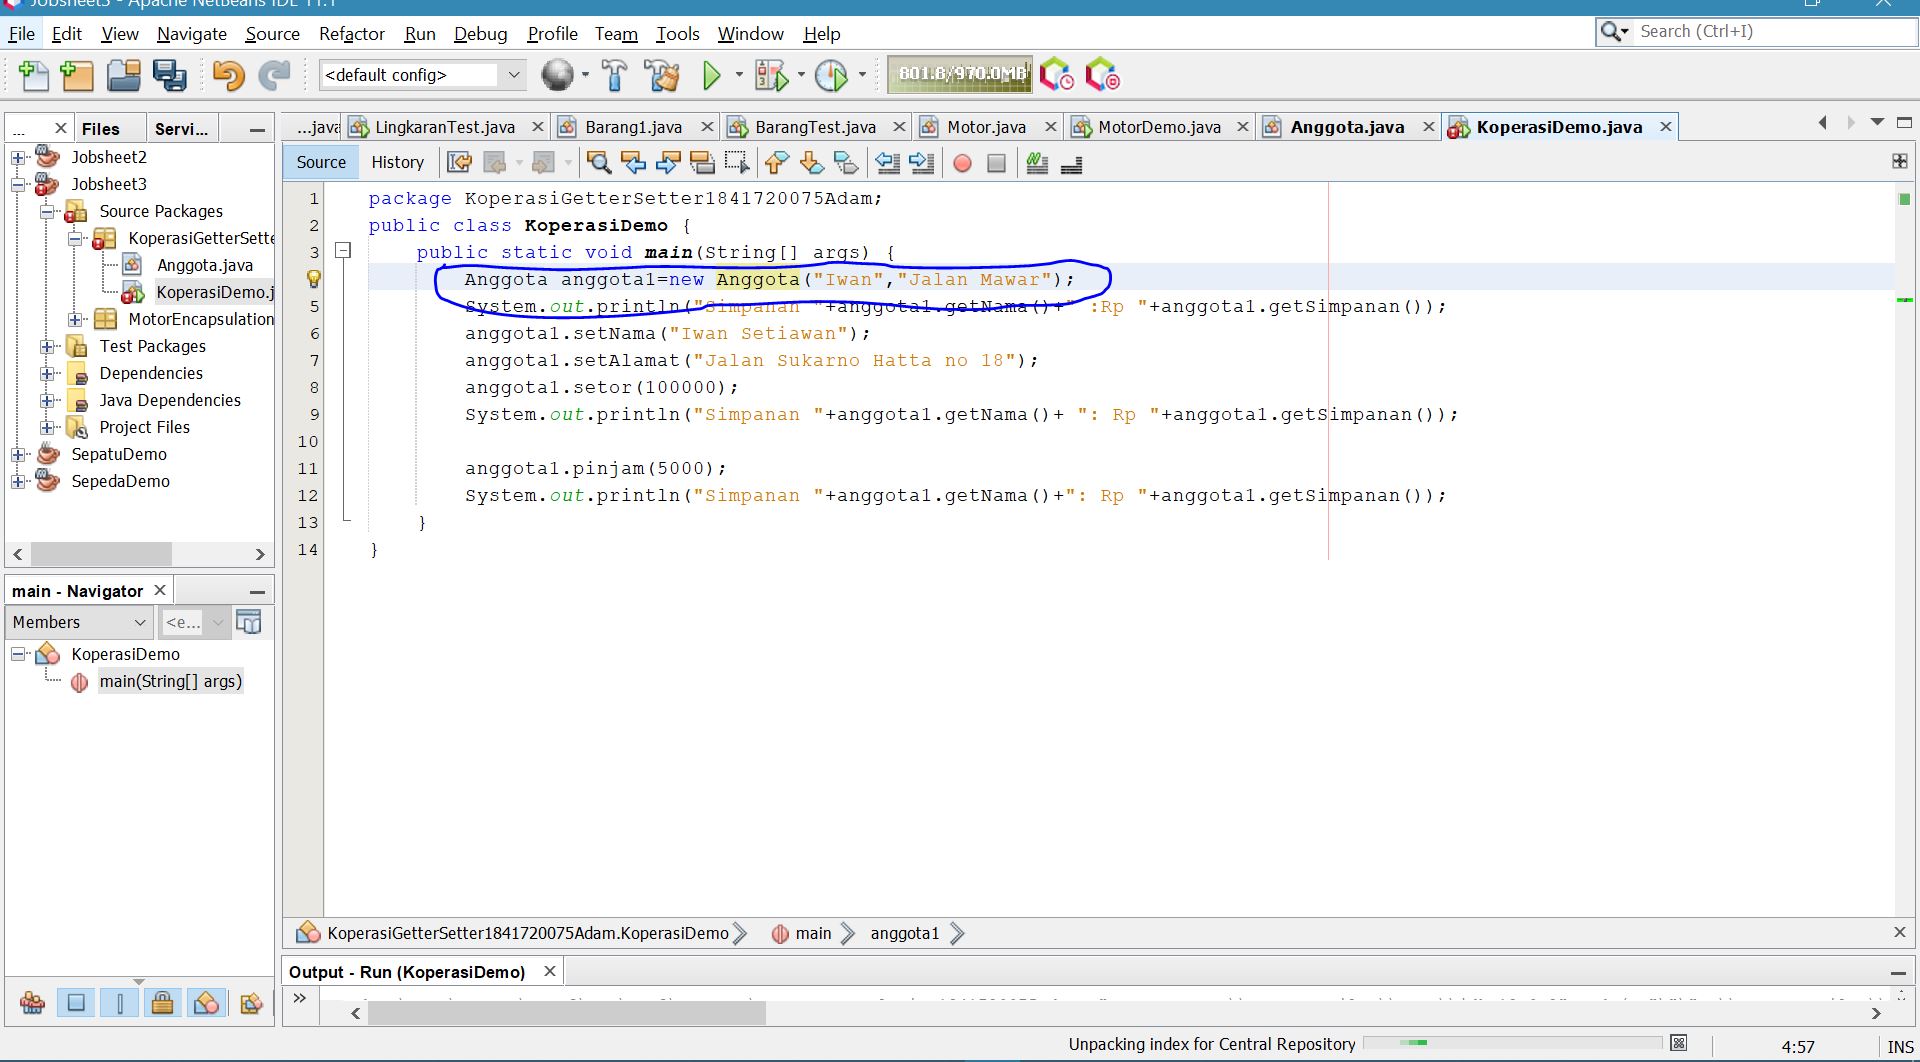 Jobsheet3 - Apache NetBeans IDE 11.1
File Edit View Navigate Source Refactor Run Debug Profile Team Tools Window Help
Search (Ctrl+I)
<default config>
801.8/970.0MB
...
Files
Servi...
...java
LingkaranTest.java
Barang1.java
BarangTest.java
Motor.java
MotorDemo.java
Anggota.java
KoperasiDemo.java
Jobsheet2
Jobsheet3
Source Packages
KoperasiGetterSette
Anggota.java
KoperasiDemo.j
MotorEncapsulation
Test Packages
Dependencies
Java Dependencies
Project Files
SepatuDemo
SepedaDemo
Source
History
1 package KoperasiGetterSetter1841720075Adam;
2 public class KoperasiDemo {
3 public static void main(String[] args) {
Anggota anggota1=new Anggota("Iwan","Jalan Mawar");
5 System.out.println("Simpanan "+anggota1.getNama()+" :Rp "+anggota1.getSimpanan());
6 anggota1.setNama("Iwan Setiawan");
7 anggota1.setAlamat("Jalan Sukarno Hatta no 18");
8 anggota1.setor(100000);
9 System.out.println("Simpanan "+anggota1.getNama()+ ": Rp "+anggota1.getSimpanan());
10
11 anggota1.pinjam(5000);
12 System.out.println("Simpanan "+anggota1.getNama()+": Rp "+anggota1.getSimpanan());
13 }
14 }
main - Navigator
Members
<e...
KoperasiDemo
main(String[] args)
KoperasiGetterSetter1841720075Adam.KoperasiDemo
main
anggota1
Output - Run (KoperasiDemo)
Unpacking index for Central Repository
4:57
INS